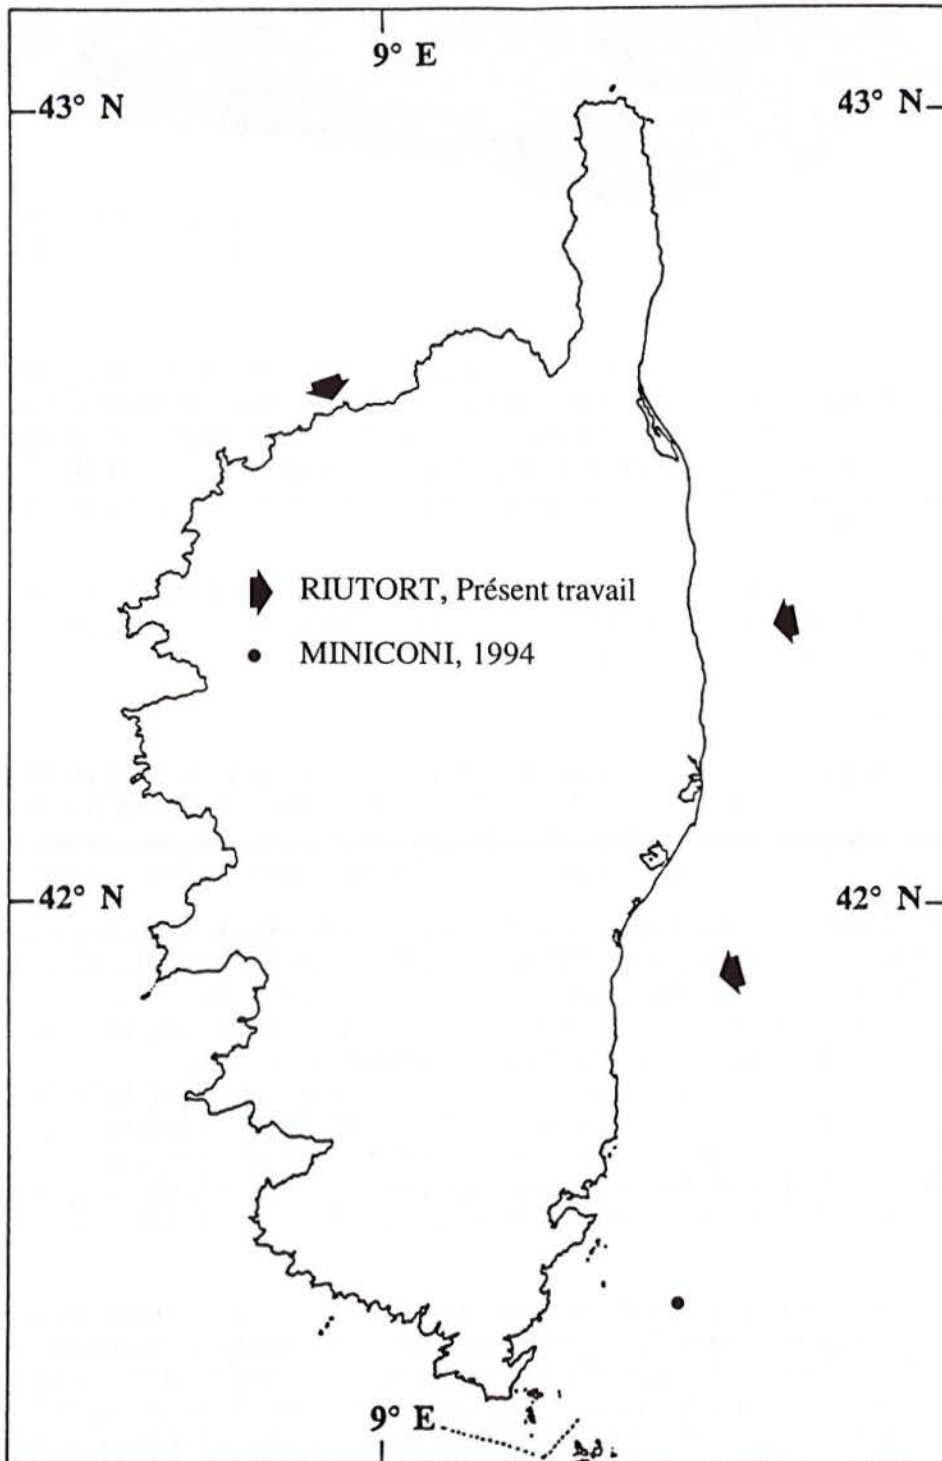 9° E
43° N 43° N
RIUTORT, Présent travail
MINICONI, 1994
42° N 42° N
9° E